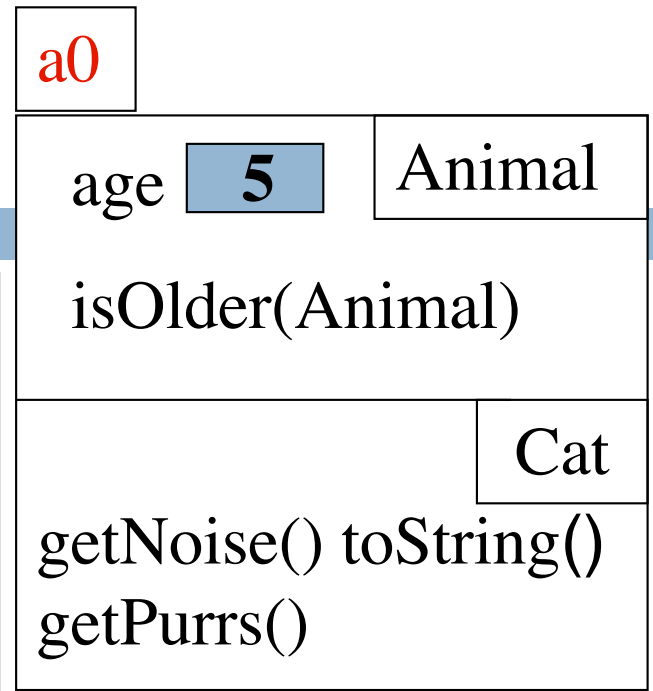 a0
age 5 Animal
isOlder(Animal)
Cat
getNoise() toString()
getPurrs()